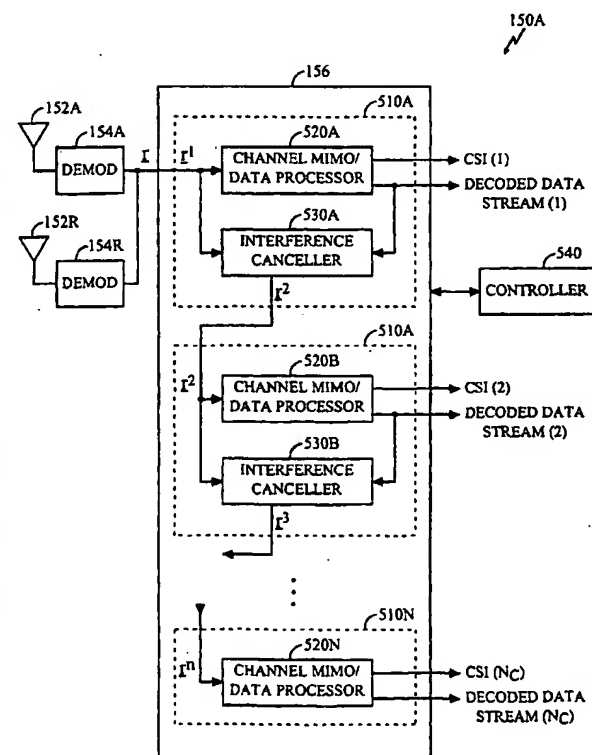 150A
156
152A
154A
DEMOD
r
r¹
510A
520A
CHANNEL MIMO/
DATA PROCESSOR
CSI (1)
DECODED DATA
STREAM (1)
152R
154R
DEMOD
530A
INTERFERENCE
CANCELLER
r²
540
CONTROLLER
510A
520B
r²
CHANNEL MIMO/
DATA PROCESSOR
CSI (2)
DECODED DATA
STREAM (2)
530B
INTERFERENCE
CANCELLER
r³
510N
520N
rⁿ
CHANNEL MIMO/
DATA PROCESSOR
CSI (NC)
DECODED DATA
STREAM (NC)